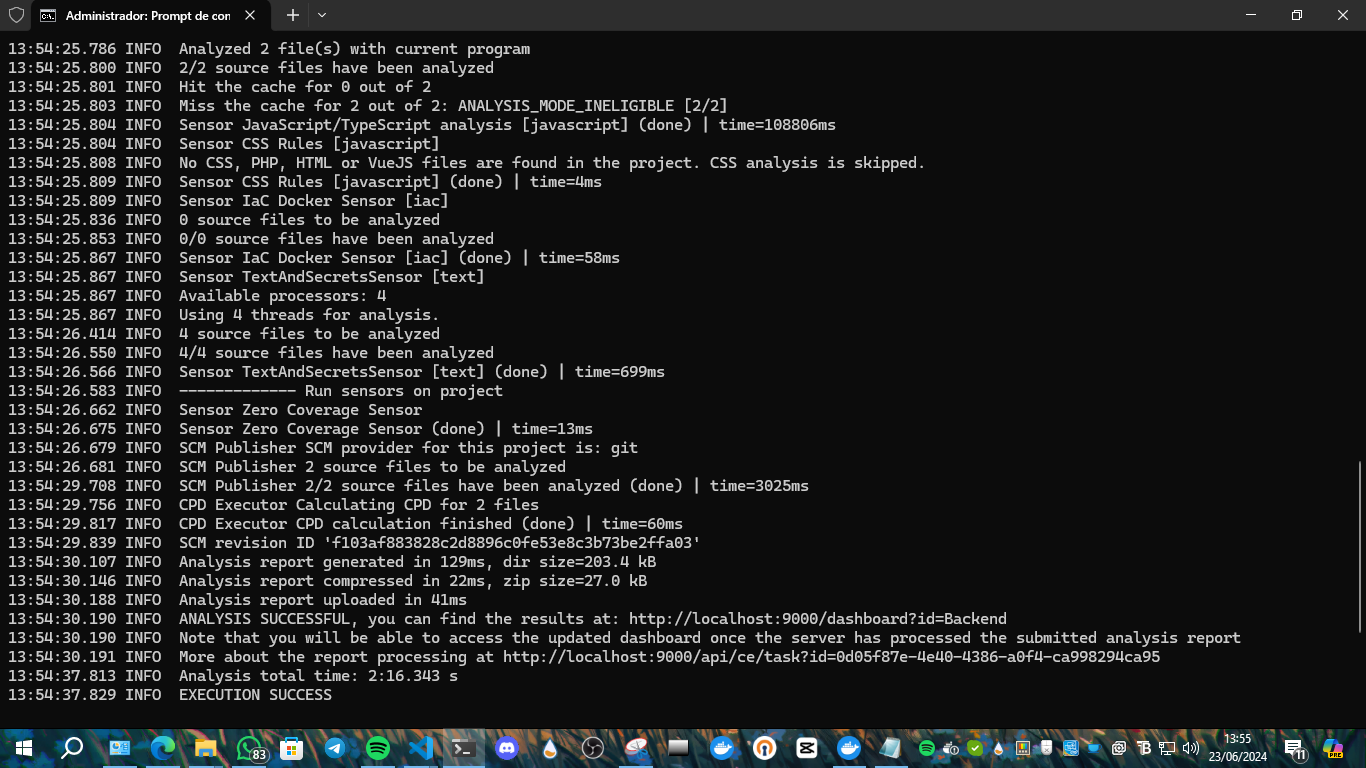 Administrador: Prompt de con
13:54:25.786 INFO  Analyzed 2 file(s) with current program
13:54:25.800 INFO  2/2 source files have been analyzed
13:54:25.801 INFO  Hit the cache for 0 out of 2
13:54:25.803 INFO  Miss the cache for 2 out of 2: ANALYSIS_MODE_INELIGIBLE [2/2]
13:54:25.804 INFO  Sensor JavaScript/TypeScript analysis [javascript] (done) | time=108806ms
13:54:25.804 INFO  Sensor CSS Rules [javascript]
13:54:25.808 INFO  No CSS, PHP, HTML or VueJS files are found in the project. CSS analysis is skipped.
13:54:25.809 INFO  Sensor CSS Rules [javascript] (done) | time=4ms
13:54:25.809 INFO  Sensor IaC Docker Sensor [iac]
13:54:25.836 INFO  0 source files to be analyzed
13:54:25.853 INFO  0/0 source files have been analyzed
13:54:25.867 INFO  Sensor IaC Docker Sensor [iac] (done) | time=58ms
13:54:25.867 INFO  Sensor TextAndSecretsSensor [text]
13:54:25.867 INFO  Available processors: 4
13:54:25.867 INFO  Using 4 threads for analysis.
13:54:26.414 INFO  4 source files to be analyzed
13:54:26.550 INFO  4/4 source files have been analyzed
13:54:26.566 INFO  Sensor TextAndSecretsSensor [text] (done) | time=699ms
13:54:26.583 INFO  ------------- Run sensors on project
13:54:26.662 INFO  Sensor Zero Coverage Sensor
13:54:26.675 INFO  Sensor Zero Coverage Sensor (done) | time=13ms
13:54:26.679 INFO  SCM Publisher SCM provider for this project is: git
13:54:26.681 INFO  SCM Publisher 2 source files to be analyzed
13:54:29.708 INFO  SCM Publisher 2/2 source files have been analyzed (done) | time=3025ms
13:54:29.756 INFO  CPD Executor Calculating CPD for 2 files
13:54:29.817 INFO  CPD Executor CPD calculation finished (done) | time=60ms
13:54:29.839 INFO  SCM revision ID 'f103af883828c2d8896c0fe53e8c3b73be2ffa03'
13:54:30.107 INFO  Analysis report generated in 129ms, dir size=203.4 kB
13:54:30.146 INFO  Analysis report compressed in 22ms, zip size=27.0 kB
13:54:30.188 INFO  Analysis report uploaded in 41ms
13:54:30.190 INFO  ANALYSIS SUCCESSFUL, you can find the results at: http://localhost:9000/dashboard?id=Backend
13:54:30.190 INFO  Note that you will be able to access the updated dashboard once the server has processed the submitted analysis report
13:54:30.191 INFO  More about the report processing at http://localhost:9000/api/ce/task?id=0d05f87e-4e40-4386-a0f4-ca998294ca95
13:54:37.813 INFO  Analysis total time: 2:16.343 s
13:54:37.829 INFO  EXECUTION SUCCESS
83
13:55
23/06/2024
11
PRE